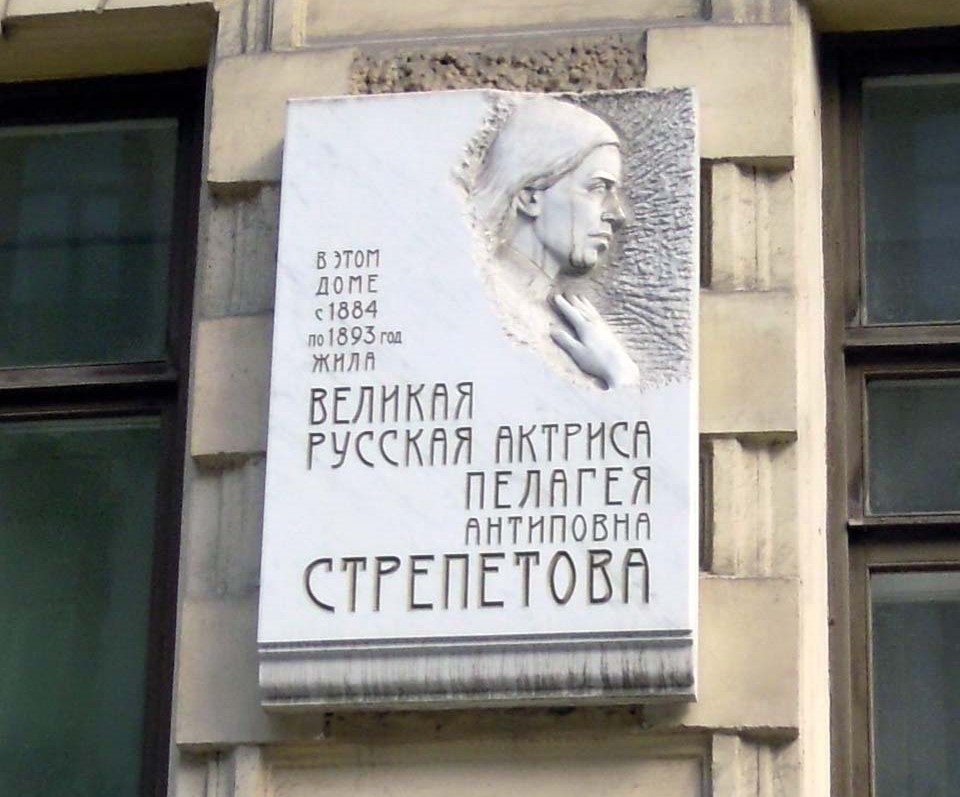 В ЭТОМ
ДОМЕ
с 1884
по 1893 год
ЖИЛА
ВЕЛИКАЯ
РУССКАЯ АКТРИСА
ПЕЛАГЕЯ
АНТИПОВНА
СТРЕПЕТОВА